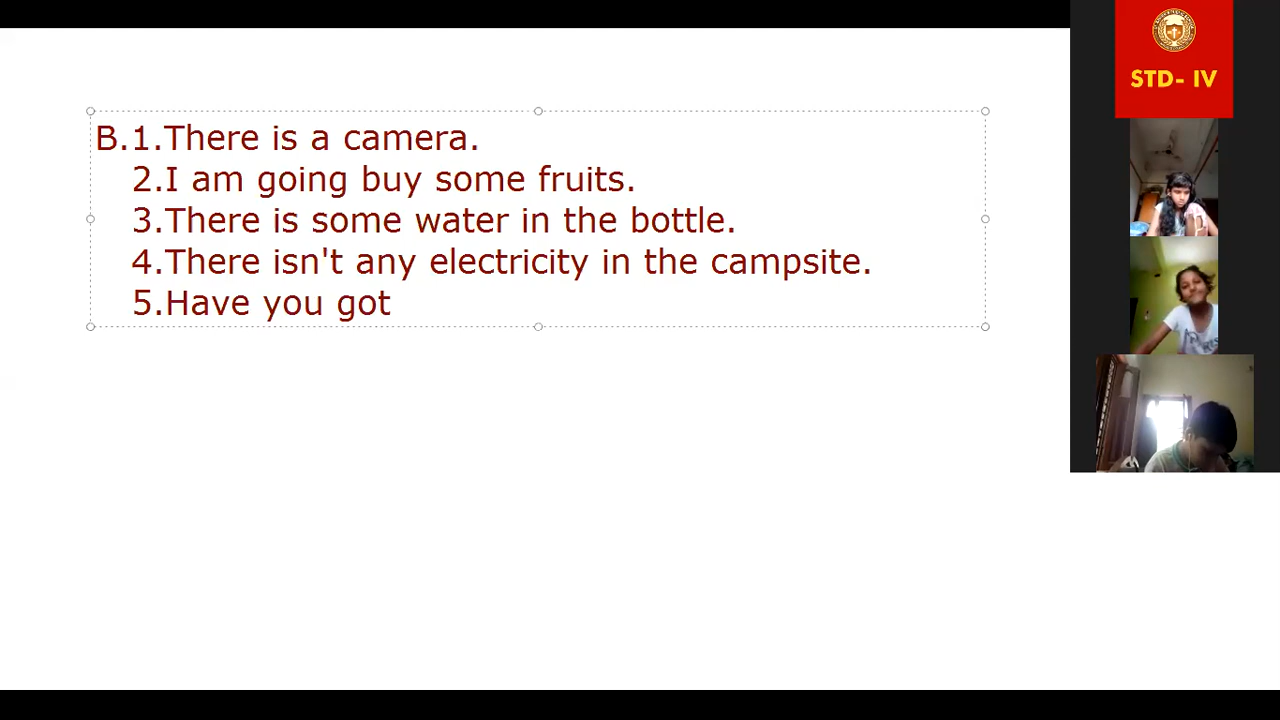 B.1.There is a camera.
2.I am going buy some fruits.
3.There is some water in the bottle.
4.There isn't any electricity in the campsite.
5.Have you got
STD- IV